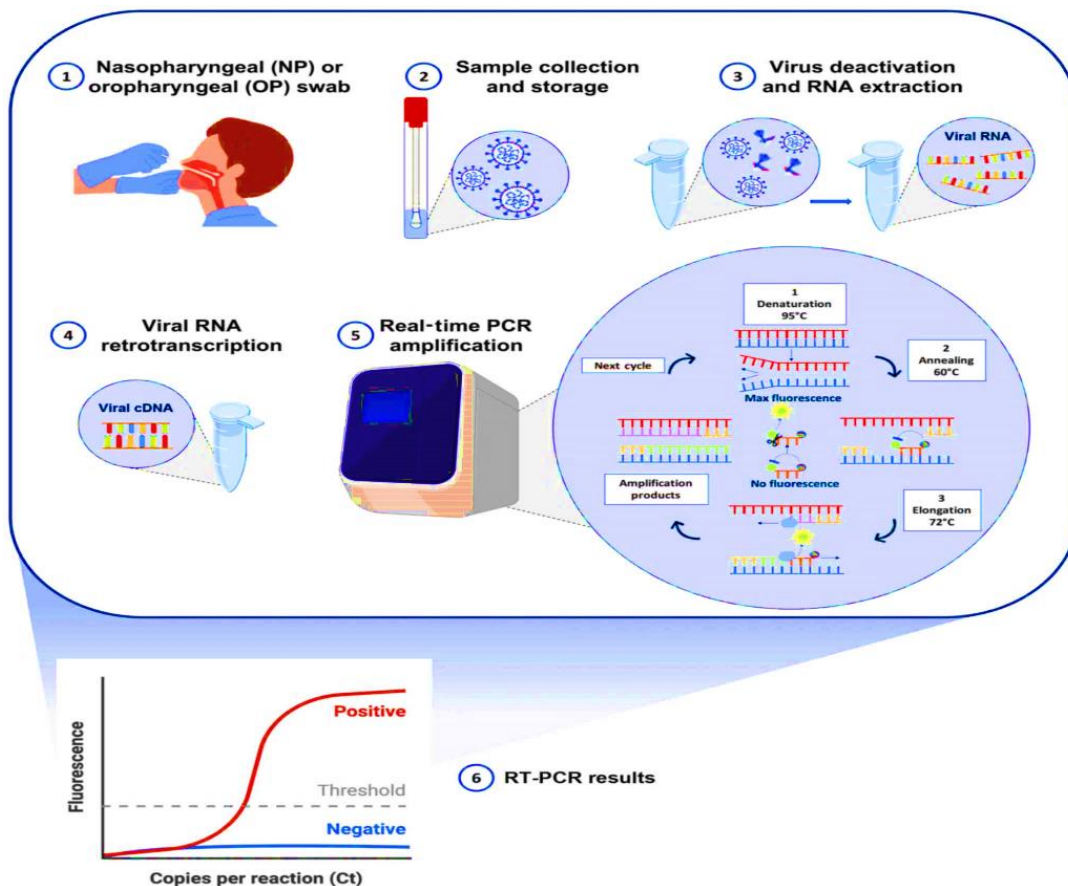 1
Nasopharyngeal (NP) or
oropharyngeal (OP) swab
2
Sample collection
and storage
3
Virus deactivation
and RNA extraction
Viral RNA
4
Viral RNA
retrotranscription
Viral cDNA
5
Real-time PCR
amplification
1
Denaturation
95°C
2
Annealing
60°C
Next cycle
Max fluorescence
No fluorescence
Amplification
products
3
Elongation
72°C
Fluorescence
Positive
Threshold
Negative
Copies per reaction (Ct)
6
RT-PCR results